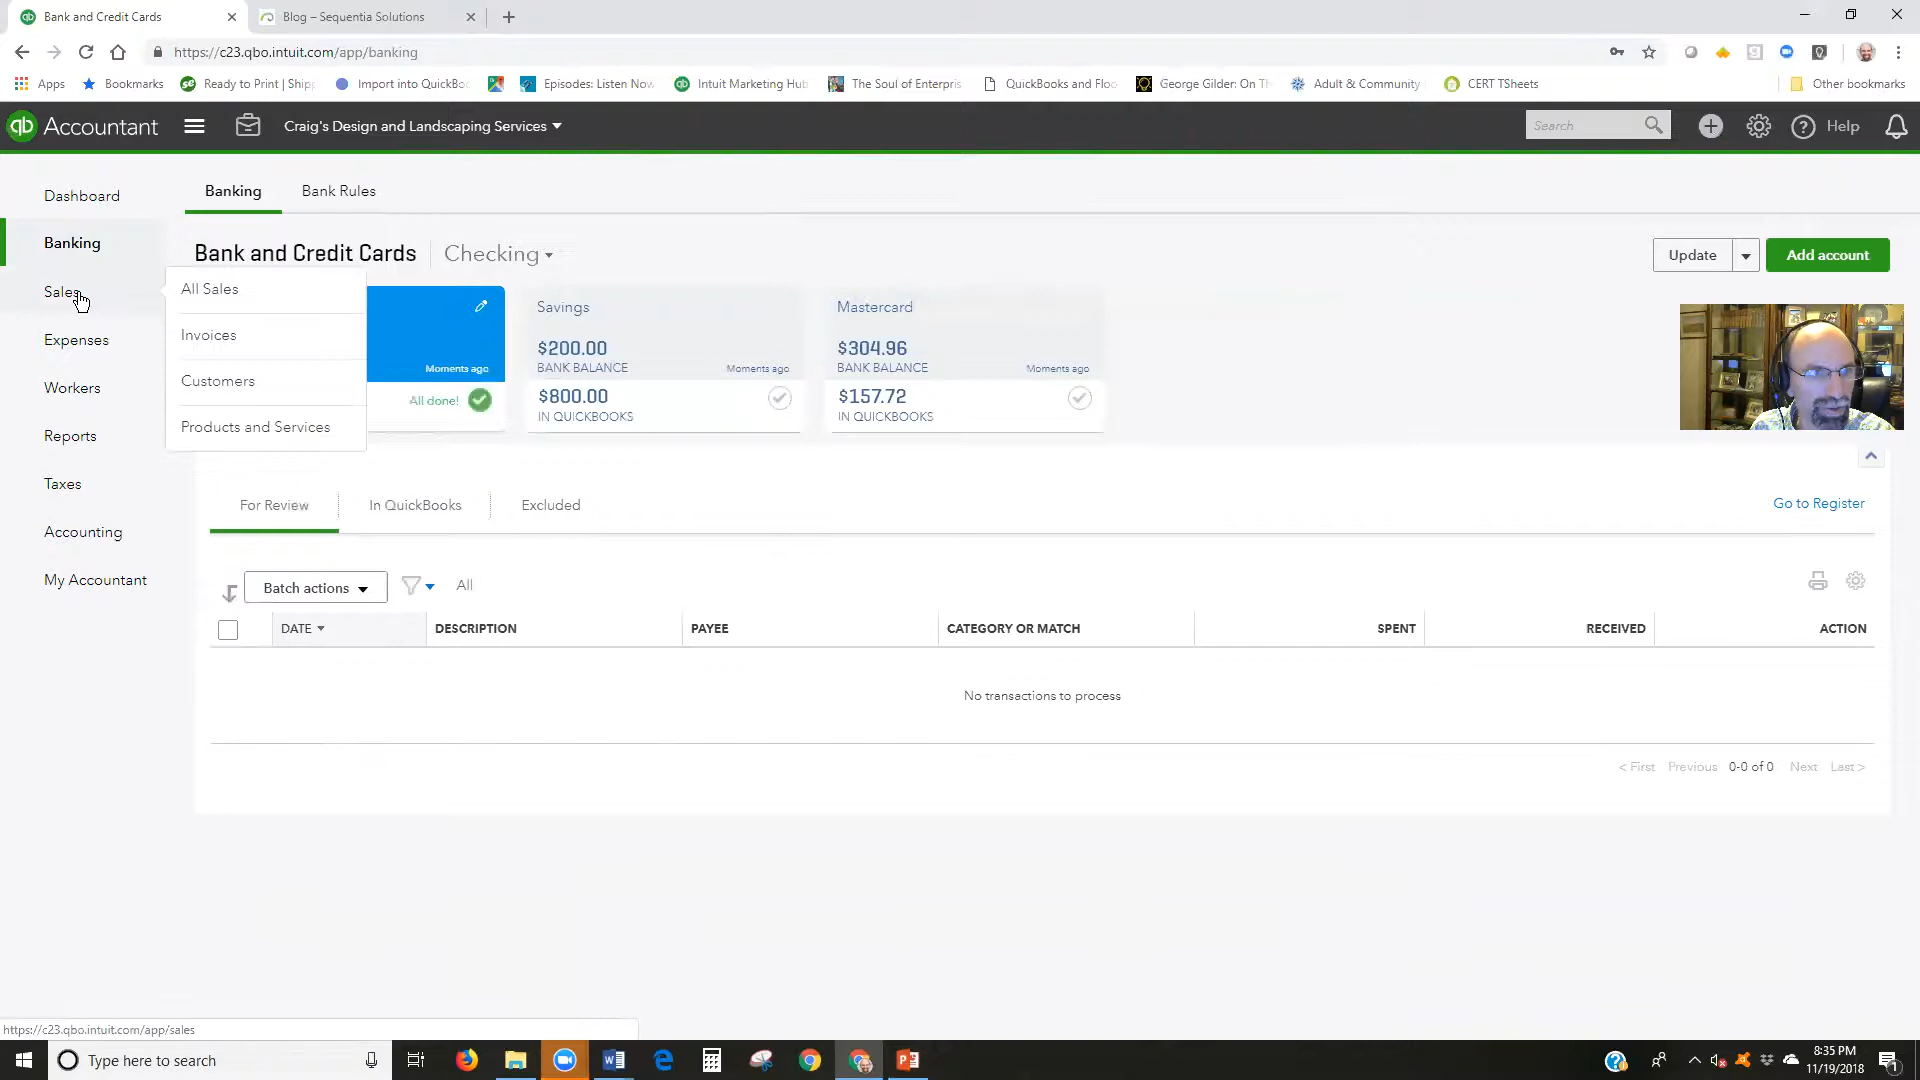 Bank and Credit Cards
Blog – Sequentia Solutions
https://c23.qbo.intuit.com/app/banking
Apps
Bookmarks
Ready to Print | Ship
Import into QuickBo
Episodes: Listen Now
Intuit Marketing Hub
The Soul of Enterpris
QuickBooks and Floo
George Gilder: On Th
Adult & Community
CERT TSheets
Other bookmarks
qb Accountant
Craig's Design and Landscaping Services
Search
Help
Dashboard
Banking
Sales
Expenses
Workers
Reports
Taxes
Accounting
My Accountant
All Sales
Invoices
Customers
Products and Services
Banking
Bank Rules
Bank and Credit Cards
Checking
Update
Add account
Moments ago
All done!
Savings
$200.00
BANK BALANCE
Moments ago
$800.00
IN QUICKBOOKS
Mastercard
$304.96
BANK BALANCE
Moments ago
$157.72
IN QUICKBOOKS
For Review
In QuickBooks
Excluded
Go to Register
Batch actions
All
DATE
DESCRIPTION
PAYEE
CATEGORY OR MATCH
SPENT
RECEIVED
ACTION
No transactions to process
< First Previous 0-0 of 0 Next Last >
https://c23.qbo.intuit.com/app/sales
Type here to search
8:35 PM
11/19/2018
1